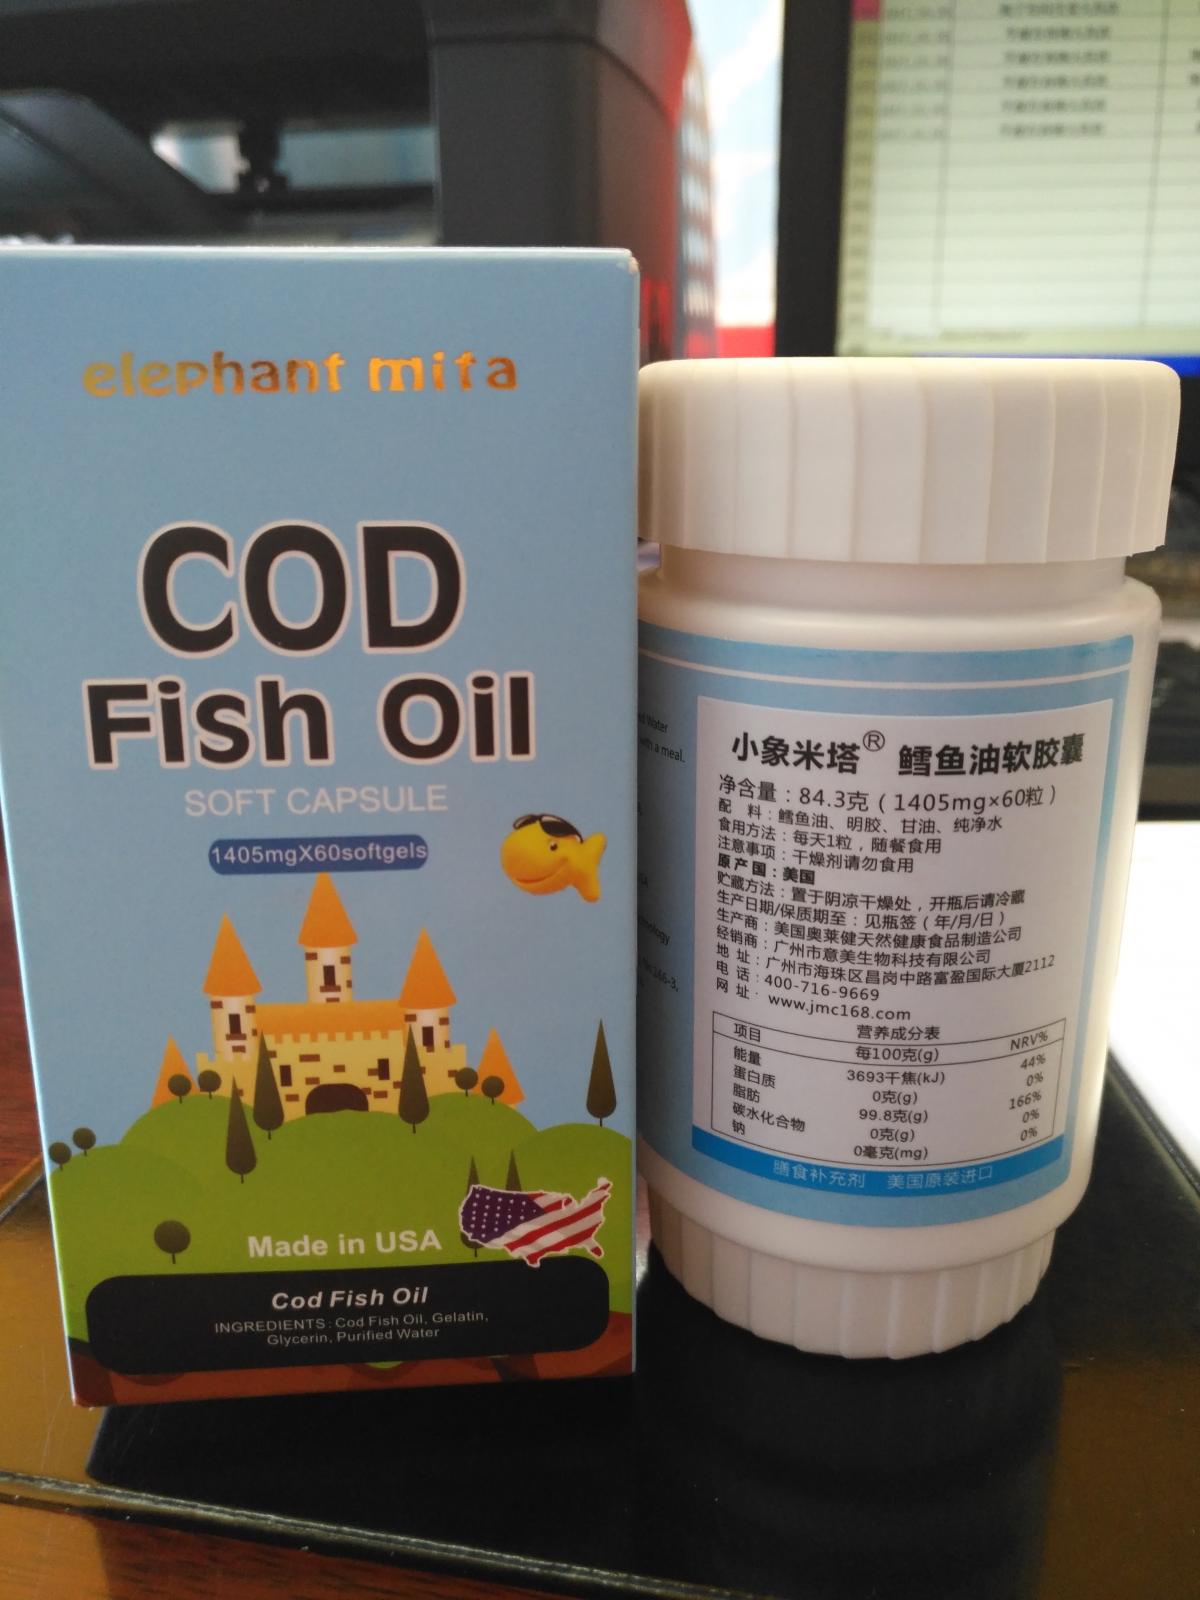 elephant mita
COD
Fish Oil
SOFT CAPSULE
1405mgX60softgels
Made in USA
Cod Fish Oil
INGREDIENTS: Cod Fish Oil, Gelatin,
Glycerin, Purified Water
Water
with a meal.
小象米塔® 鳕鱼油软胶囊
净含量：84.3克（1405mg×60粒）
配 料：鳕鱼油、明胶、甘油、纯净水
食用方法：每天1粒，随餐食用
注意事项：干燥剂请勿食用
原产国：美国
贮藏方法：置于阴凉干燥处，开瓶后请冷藏
生产日期/保质期至：见瓶签（年/月/日）
生产商：美国奥莱健天然健康食品制造公司
经销商：广州市意美生物科技有限公司
地 址：广州市海珠区昌岗中路富盈国际大厦2112
电 话：400-716-9669
网 址： www.jmc168.com
营养成分表
项目 每100克(g) NRV%
能量 3693千焦(kJ) 44%
蛋白质 0克(g) 0%
脂肪 99.8克(g) 166%
碳水化合物 0克(g) 0%
钠 0毫克(mg) 0%
膳食补充剂 美国原装进口